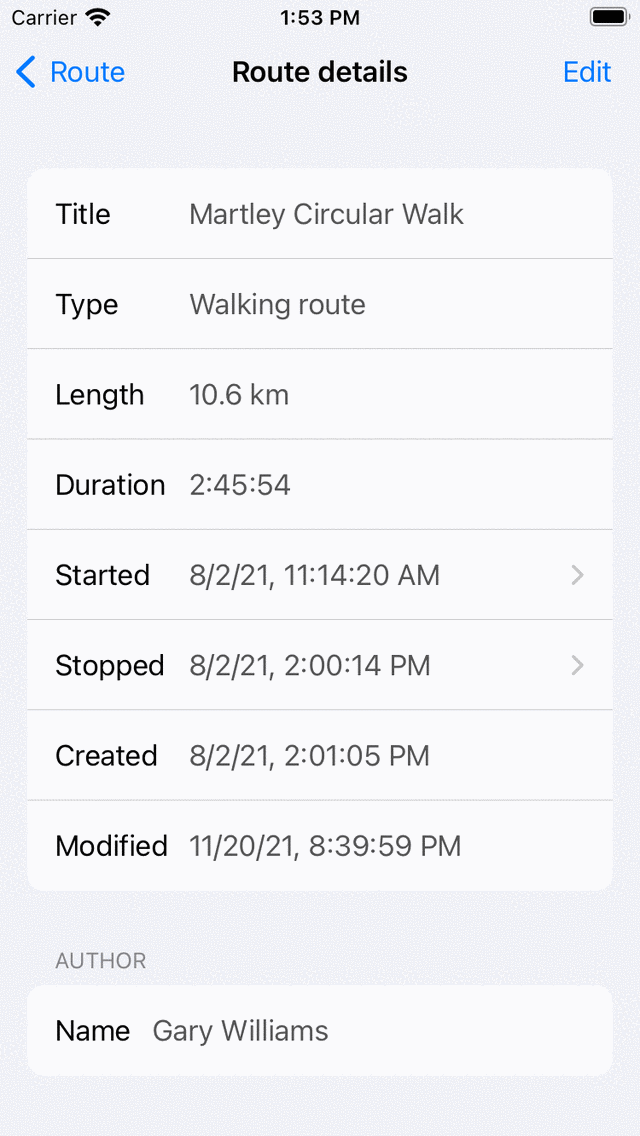 Carrier 1:53 PM
Route Route details Edit
Title Martley Circular Walk
Type Walking route
Length 10.6 km
Duration 2:45:54
Started 8/2/21, 11:14:20 AM
Stopped 8/2/21, 2:00:14 PM
Created 8/2/21, 2:01:05 PM
Modified 11/20/21, 8:39:59 PM
AUTHOR
Name Gary Williams